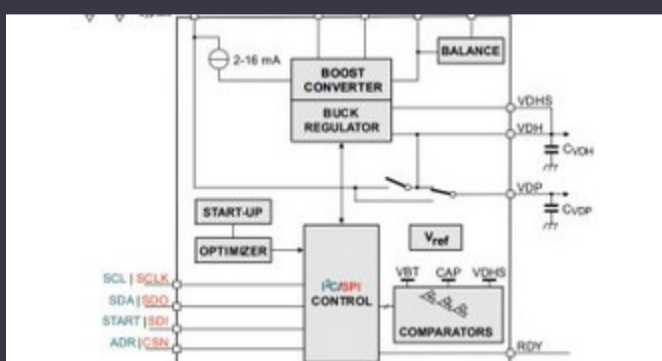 2-16 mA
BALANCE
BOOST
CONVERTER
BUCK
REGULATOR
VDHS
VDH
CVDH
VDP
CVDP
START-UP
OPTIMIZER
Vref
SCL | SCLK
SDA | SDO
START | SDI
ADR | CSN
I²C/SPI
CONTROL
VBT CAP VDHS
COMPARATORS
RDY